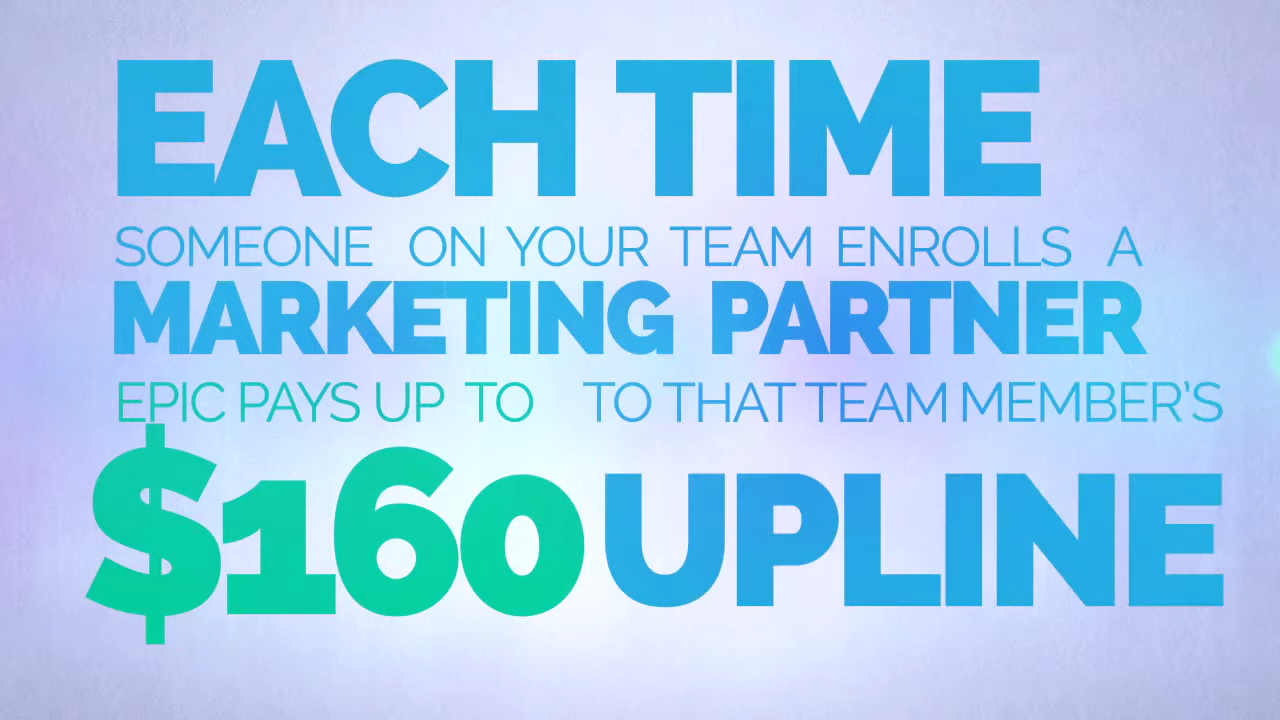 EACH TIME
SOMEONE ON YOUR TEAM ENROLLS A
MARKETING PARTNER
EPIC PAYS UP TO
$160
TO THAT TEAM MEMBER'S
UPLINE